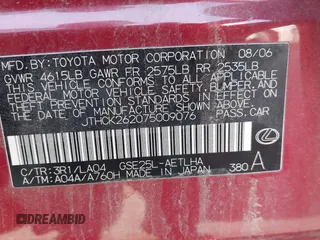 MFD. BY: TOYOTA MOTOR CORPORATION 08/06
GVWR 4615LB GAWR FR 2575LB RR 2535LB
THIS VEHICLE CONFORMS TO ALL APPLICABLE
FEDERAL MOTOR VEHICLE SAFETY, BUMPER, AND
THEFT PREVENTION STANDARDS IN EFFECT ON
THE DATE OF MANUFACTURE SHOWN ABOVE.
JTHCK262075009076 PASS. CAR
C/TR: 3R1/LA04 GSE25L-AETLHA
A/TM: A04A/A760H MADE IN JAPAN 380 A
DREAMBID